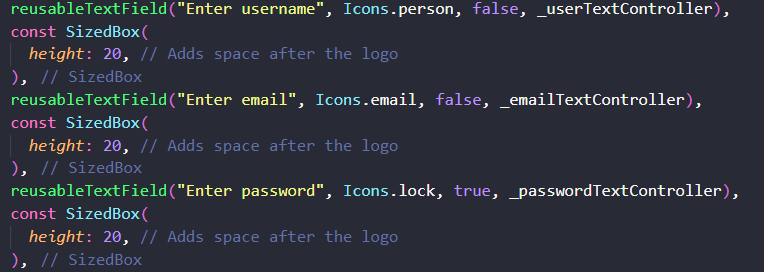 reusableTextField("Enter username", Icons.person, false, _userTextController),
const SizedBox(
height: 20, // Adds space after the logo
), // SizedBox
reusableTextField("Enter email", Icons.email, false, _emailTextController),
const SizedBox(
height: 20, // Adds space after the logo
), // SizedBox
reusableTextField("Enter password", Icons.lock, true, _passwordTextController),
const SizedBox(
height: 20, // Adds space after the logo
), // SizedBox